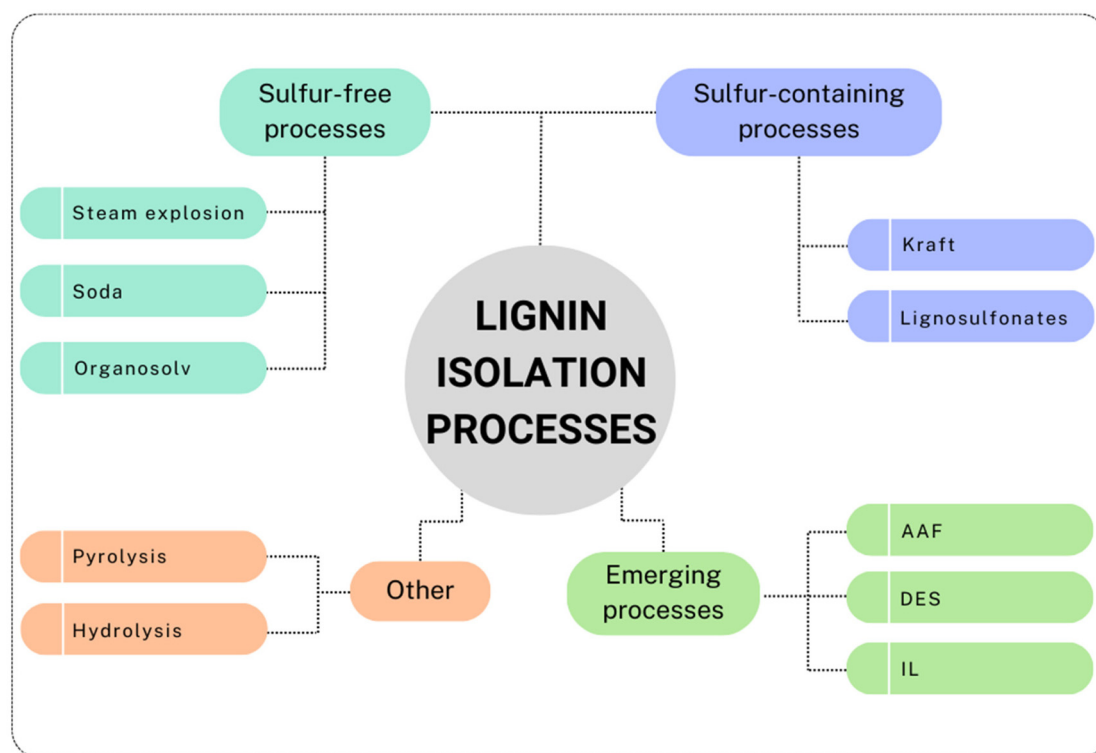 Sulfur-free
processes
Sulfur-containing
processes
Steam explosion
Soda
Organosolv
Kraft
Lignosulfonates
LIGNIN
ISOLATION
PROCESSES
Pyrolysis
Hydrolysis
Other
Emerging
processes
AAF
DES
IL